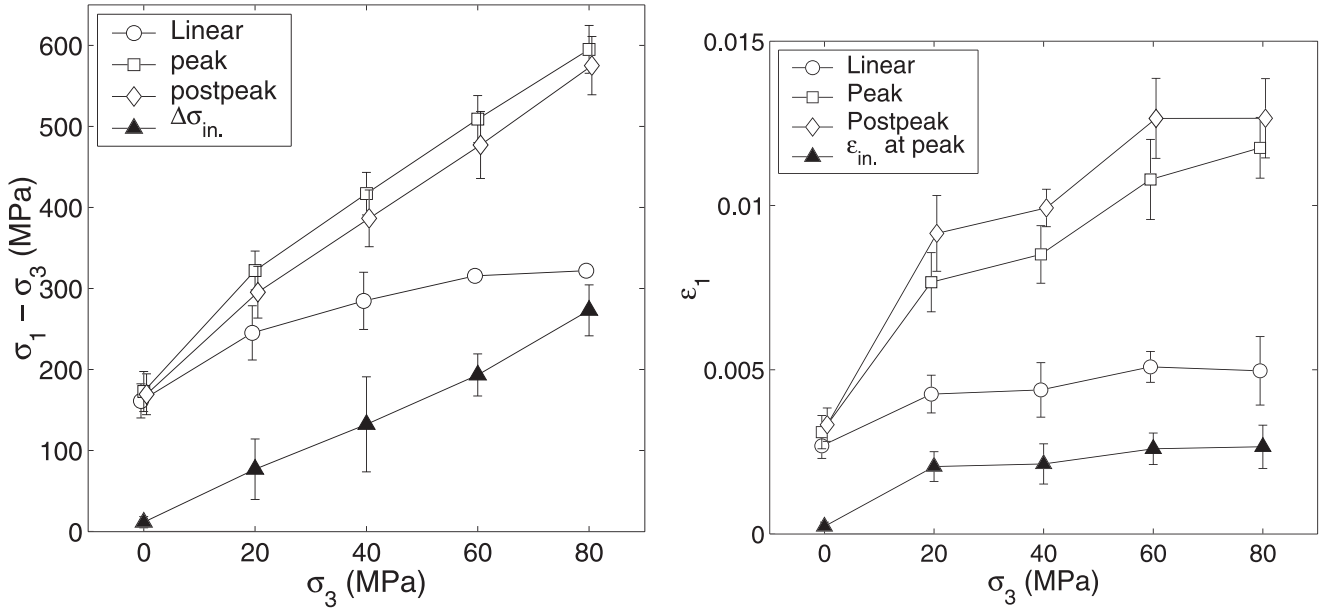 Linear
peak
postpeak
Δσin.
600
500
400
300
200
100
0
σ1 − σ3 (MPa)
0 20 40 60 80
σ3 (MPa)
Linear
Peak
Postpeak
εin. at peak
0.015
0.01
0.005
0
ε1
0 20 40 60 80
σ3 (MPa)